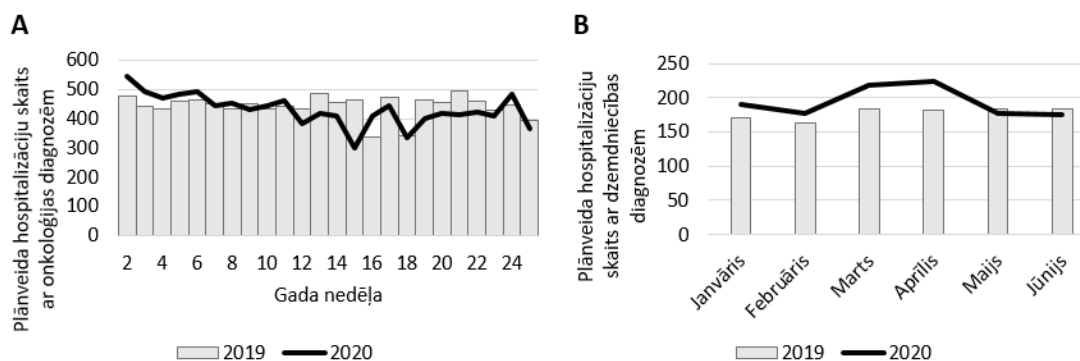 A
Plānveida hospitalizāciju skaits
ar onkoloģijas diagnozēm
600
500
400
300
200
100
0
2 4 6 8 10 12 14 16 18 20 22 24
Gada nedēļa
2019 2020
B
Plānveida hospitalizāciju
skaits ar dzemdniecības
diagnozēm
250
200
150
100
50
0
Janvāris
Februāris
Marts
Aprīlis
Maijs
Jūnijs
2019 2020